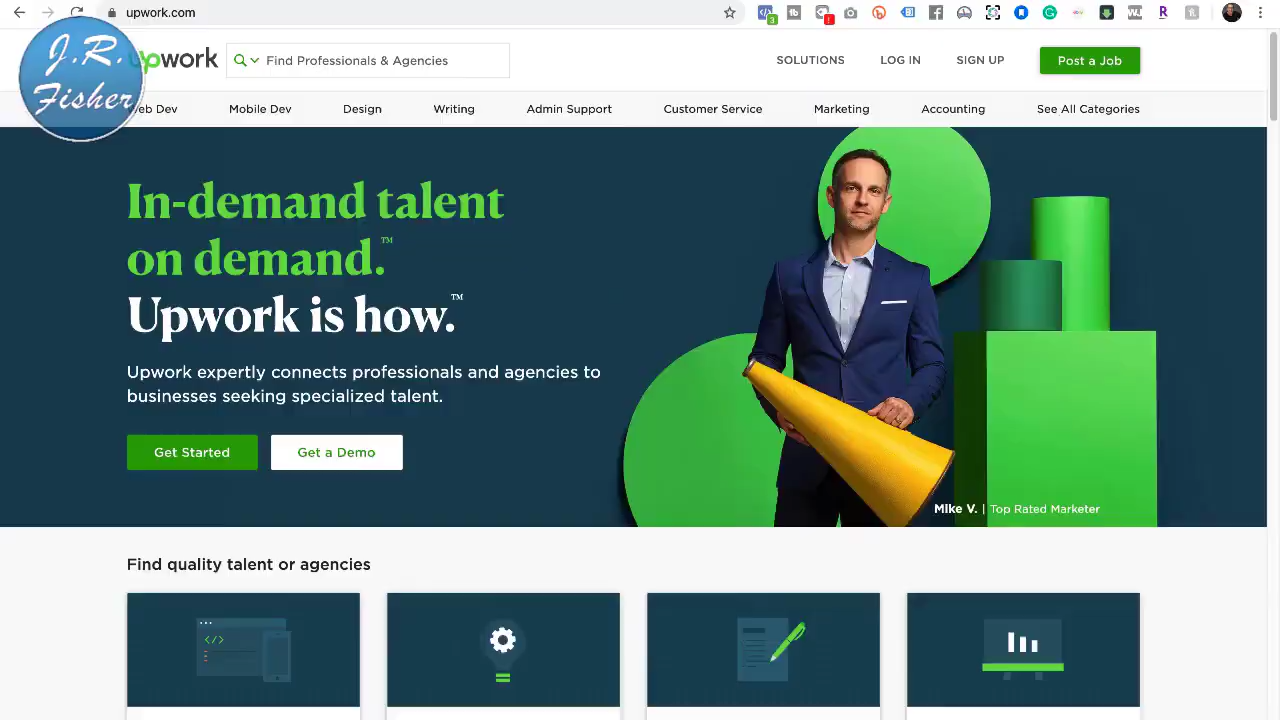 upwork.com
3
J.R.
Fisher
upwork
Find Professionals & Agencies
SOLUTIONS
LOG IN
SIGN UP
Post a Job
eb Dev
Mobile Dev
Design
Writing
Admin Support
Customer Service
Marketing
Accounting
See All Categories
In-demand talent
on demand.™
Upwork is how.™
Upwork expertly connects professionals and agencies to
businesses seeking specialized talent.
Get Started
Get a Demo
Mike V. | Top Rated Marketer
Find quality talent or agencies